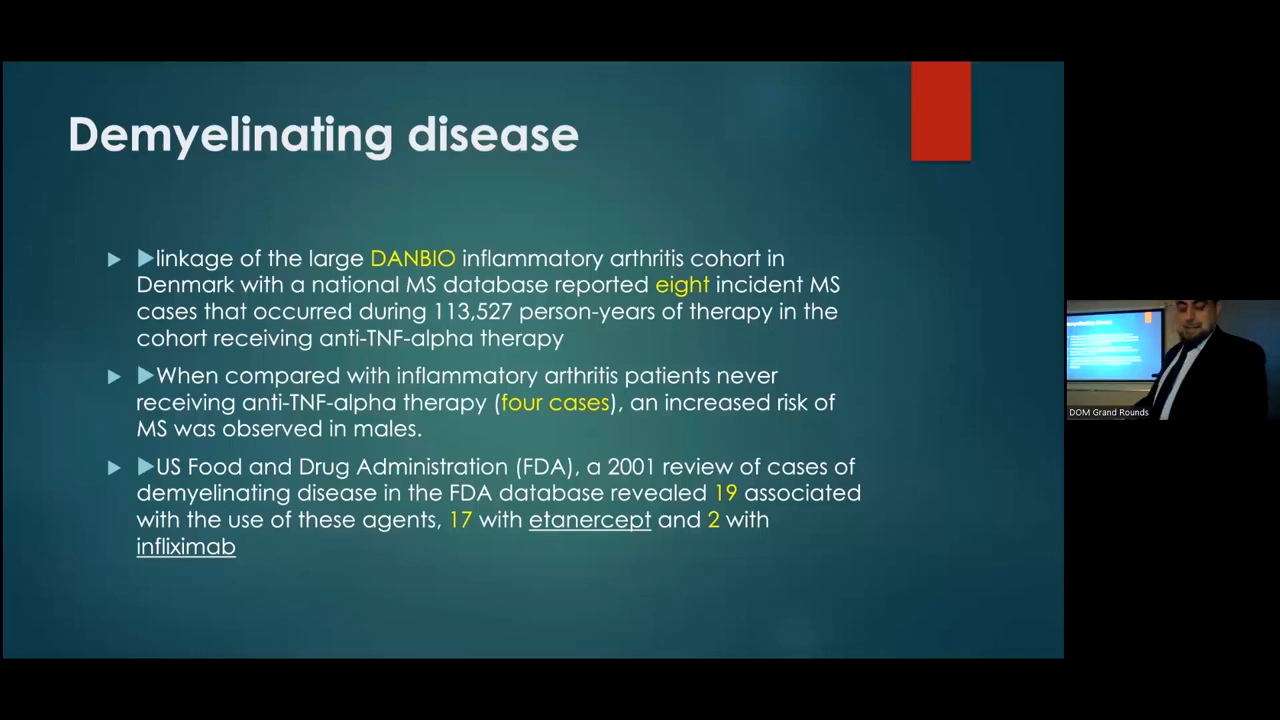 Demyelinating disease
linkage of the large DANBIO inflammatory arthritis cohort in
Denmark with a national MS database reported eight incident MS
cases that occurred during 113,527 person-years of therapy in the
cohort receiving anti-TNF-alpha therapy
When compared with inflammatory arthritis patients never
receiving anti-TNF-alpha therapy (four cases), an increased risk of
MS was observed in males.
US Food and Drug Administration (FDA), a 2001 review of cases of
demyelinating disease in the FDA database revealed 19 associated
with the use of these agents, 17 with etanercept and 2 with
infliximab
DOM Grand Rounds